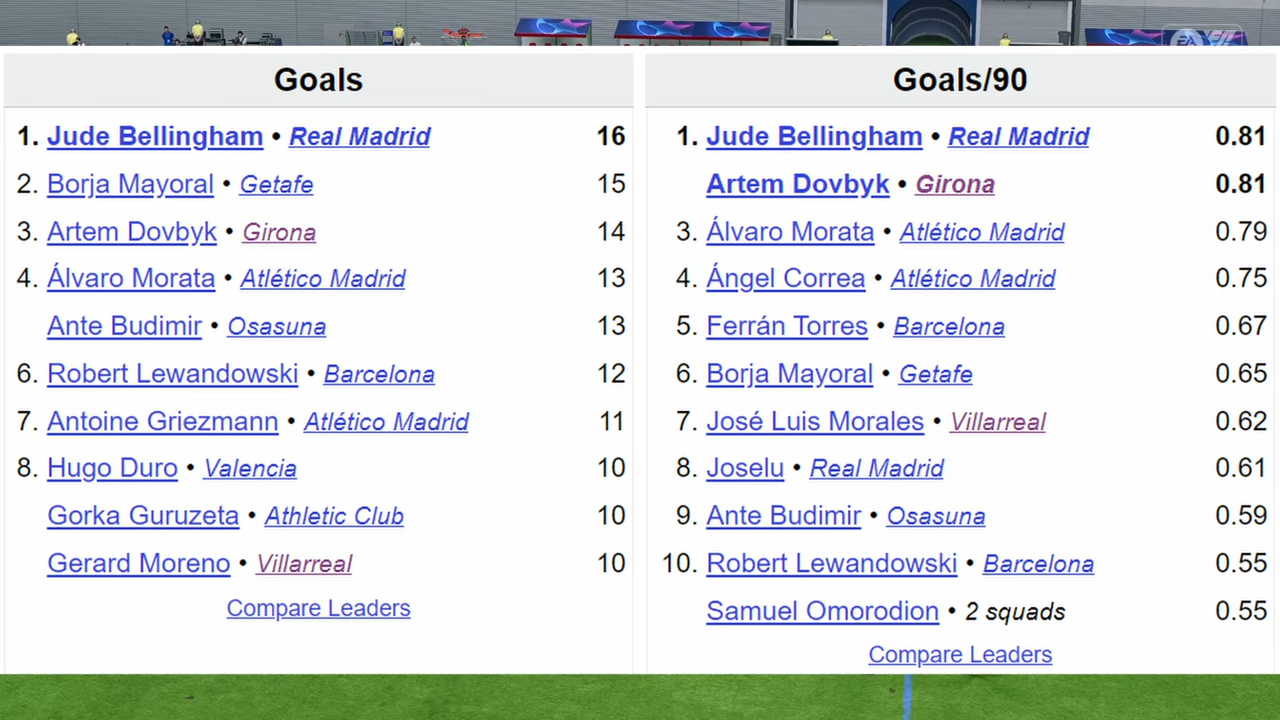 Goals
1. Jude Bellingham • Real Madrid 16
2. Borja Mayoral • Getafe 15
3. Artem Dovbyk • Girona 14
4. Álvaro Morata • Atlético Madrid 13
Ante Budimir • Osasuna 13
6. Robert Lewandowski • Barcelona 12
7. Antoine Griezmann • Atlético Madrid 11
8. Hugo Duro • Valencia 10
Gorka Guruzeta • Athletic Club 10
Gerard Moreno • Villarreal 10
Compare Leaders
Goals/90
1. Jude Bellingham • Real Madrid 0.81
Artem Dovbyk • Girona 0.81
3. Álvaro Morata • Atlético Madrid 0.79
4. Ángel Correa • Atlético Madrid 0.75
5. Ferrán Torres • Barcelona 0.67
6. Borja Mayoral • Getafe 0.65
7. José Luis Morales • Villarreal 0.62
8. Joselu • Real Madrid 0.61
9. Ante Budimir • Osasuna 0.59
10. Robert Lewandowski • Barcelona 0.55
Samuel Omorodion • 2 squads 0.55
Compare Leaders